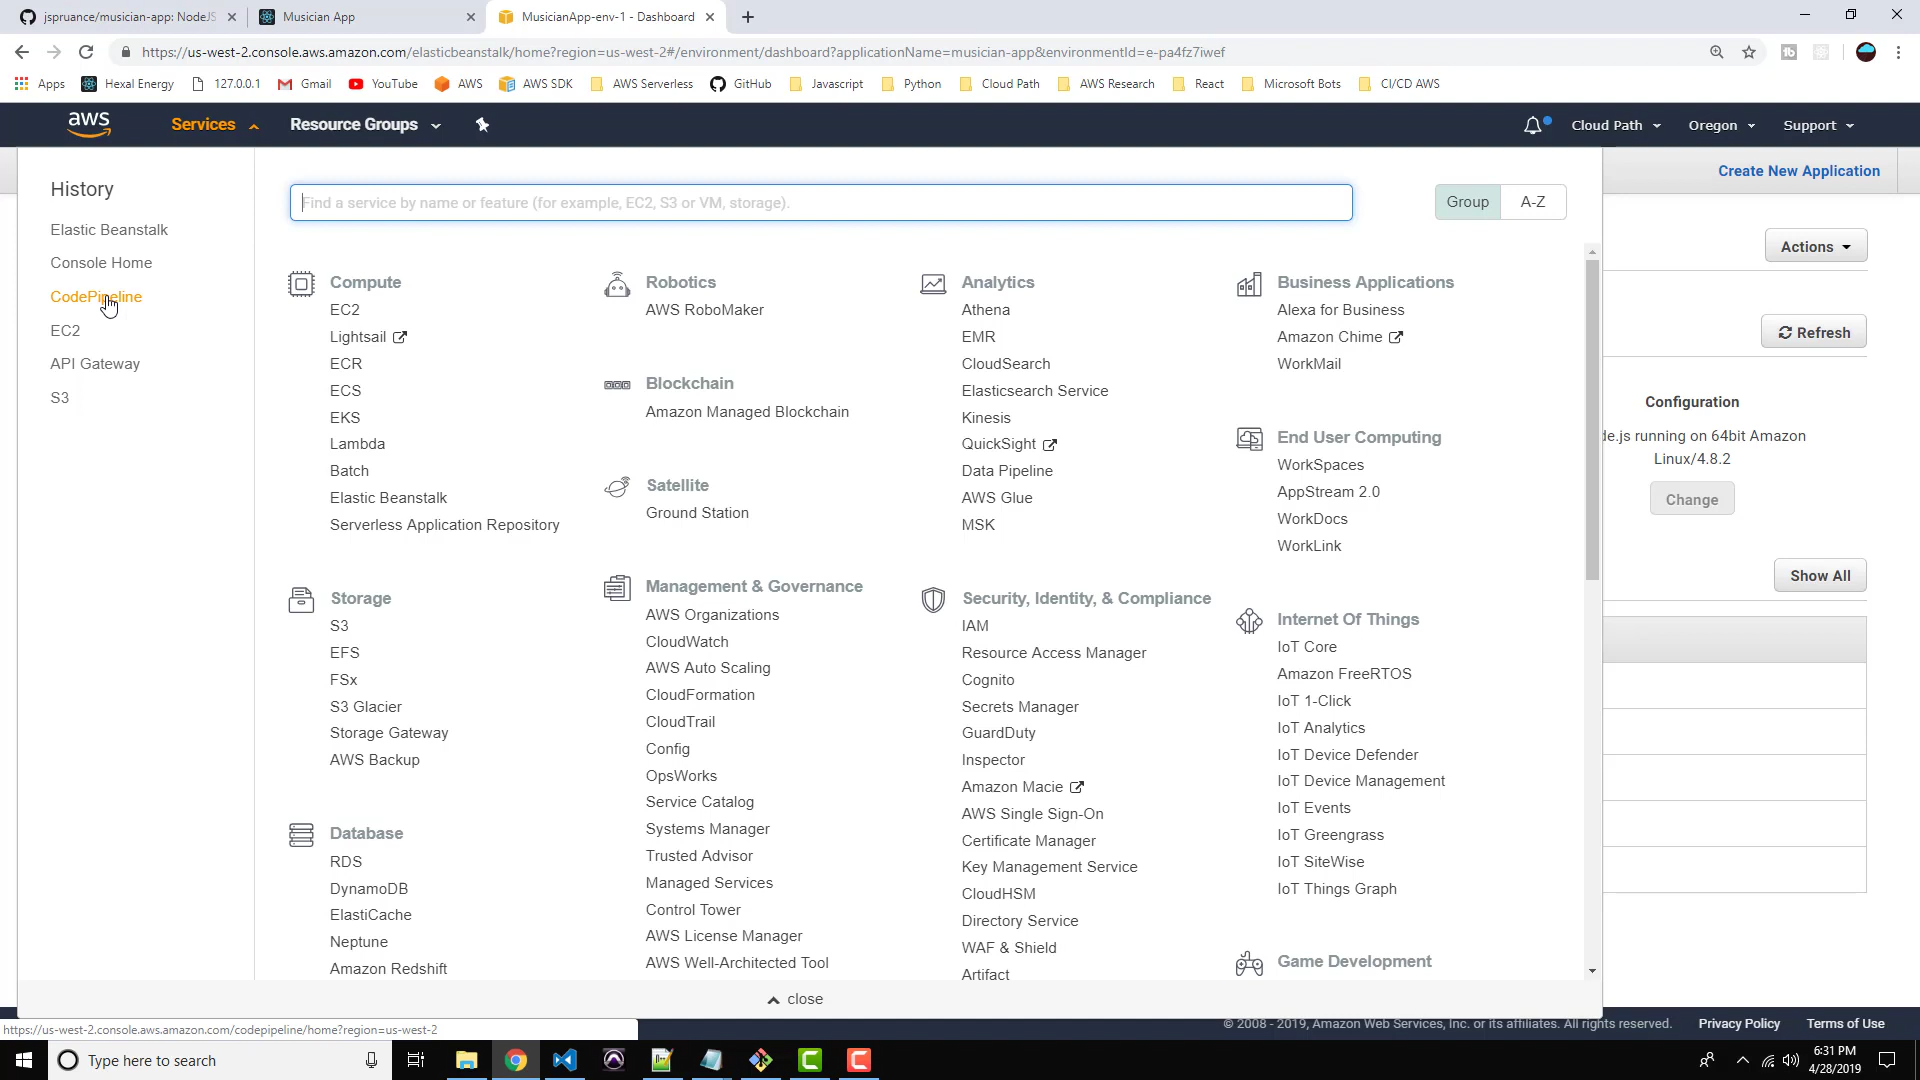 jspruance/musician-app: NodeJS
Musician App
MusicianApp-env-1 - Dashboard
https://us-west-2.console.aws.amazon.com/elasticbeanstalk/home?region=us-west-2#/environment/dashboard?applicationName=musician-app&environmentId=e-pa4fz7iwef
Apps
Hexal Energy
127.0.0.1
Gmail
YouTube
AWS
AWS SDK
AWS Serverless
GitHub
Javascript
Python
Cloud Path
AWS Research
React
Microsoft Bots
CI/CD AWS
aws
Services
Resource Groups
Cloud Path
Oregon
Support
Create New Application
History
Elastic Beanstalk
Console Home
CodePipeline
EC2
API Gateway
S3
Find a service by name or feature (for example, EC2, S3 or VM, storage).
Group
A-Z
Compute
EC2
Lightsail
ECR
ECS
EKS
Lambda
Batch
Elastic Beanstalk
Serverless Application Repository
Storage
S3
EFS
FSx
S3 Glacier
Storage Gateway
AWS Backup
Database
RDS
DynamoDB
ElastiCache
Neptune
Amazon Redshift
Robotics
AWS RoboMaker
Blockchain
Amazon Managed Blockchain
Satellite
Ground Station
Management & Governance
AWS Organizations
CloudWatch
AWS Auto Scaling
CloudFormation
CloudTrail
Config
OpsWorks
Service Catalog
Systems Manager
Trusted Advisor
Managed Services
Control Tower
AWS License Manager
AWS Well-Architected Tool
Analytics
Athena
EMR
CloudSearch
Elasticsearch Service
Kinesis
QuickSight
Data Pipeline
AWS Glue
MSK
Security, Identity, & Compliance
IAM
Resource Access Manager
Cognito
Secrets Manager
GuardDuty
Inspector
Amazon Macie
AWS Single Sign-On
Certificate Manager
Key Management Service
CloudHSM
Directory Service
WAF & Shield
Artifact
Business Applications
Alexa for Business
Amazon Chime
WorkMail
End User Computing
WorkSpaces
AppStream 2.0
WorkDocs
WorkLink
Internet Of Things
IoT Core
Amazon FreeRTOS
IoT 1-Click
IoT Analytics
IoT Device Defender
IoT Device Management
IoT Events
IoT Greengrass
IoT SiteWise
IoT Things Graph
Game Development
close
Actions
Refresh
Configuration
de.js running on 64bit Amazon
Linux/4.8.2
Change
Show All
https://us-west-2.console.aws.amazon.com/codepipeline/home?region=us-west-2
© 2008 - 2019, Amazon Web Services, Inc. or its affiliates. All rights reserved.
Privacy Policy
Terms of Use
Type here to search
6:31 PM
4/28/2019